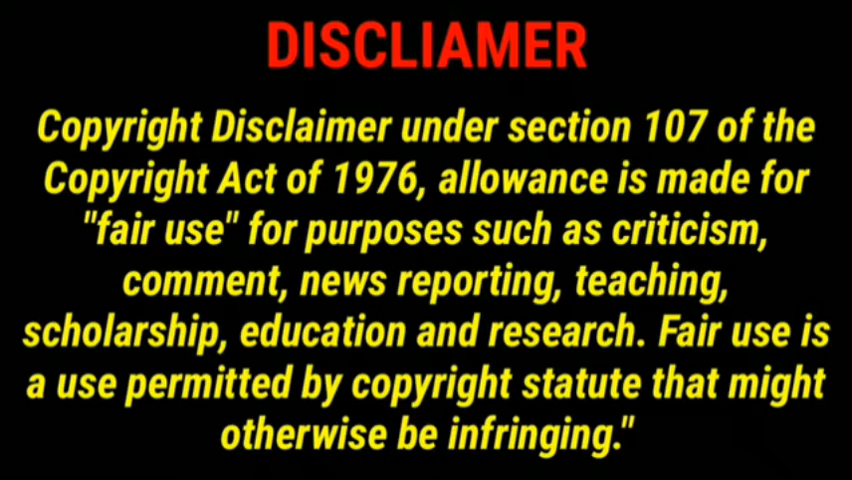 DISCLIAMER
Copyright Disclaimer under section 107 of the
Copyright Act of 1976, allowance is made for
"fair use" for purposes such as criticism,
comment, news reporting, teaching,
scholarship, education and research. Fair use is
a use permitted by copyright statute that might
otherwise be infringing."